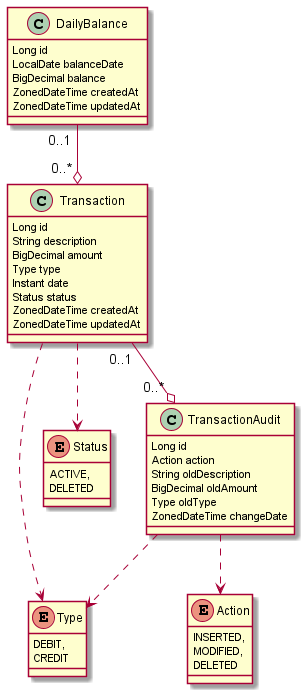 C DailyBalance
Long id
LocalDate balanceDate
BigDecimal balance
ZonedDateTime createdAt
ZonedDateTime updatedAt
0..1
0..*
C Transaction
Long id
String description
BigDecimal amount
Type type
Instant date
Status status
ZonedDateTime createdAt
ZonedDateTime updatedAt
0..1
0..*
C TransactionAudit
Long id
Action action
String oldDescription
BigDecimal oldAmount
Type oldType
ZonedDateTime changeDate
E Status
ACTIVE,
DELETED
E Type
DEBIT,
CREDIT
E Action
INSERTED,
MODIFIED,
DELETED